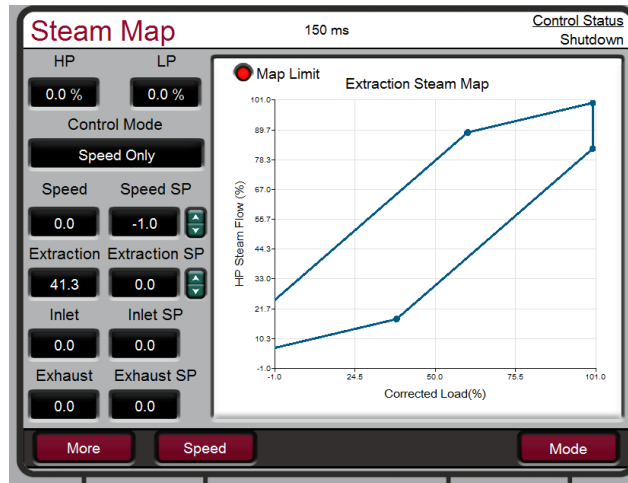 Steam Map
150 ms
Control Status
Shutdown
HP LP
0.0 % 0.0 %
Control Mode
Speed Only
Speed Speed SP
0.0 -1.0
Extraction Extraction SP
41.3 0.0
Inlet Inlet SP
0.0 0.0
Exhaust Exhaust SP
0.0 0.0
Map Limit
Extraction Steam Map
HP Steam Flow (%)
101.0
89.7
78.3
67.0
55.7
44.3
33.0
21.7
10.3
-1.0
-1.0 24.5 50.0 75.5 101.0
Corrected Load(%)
More Speed Mode